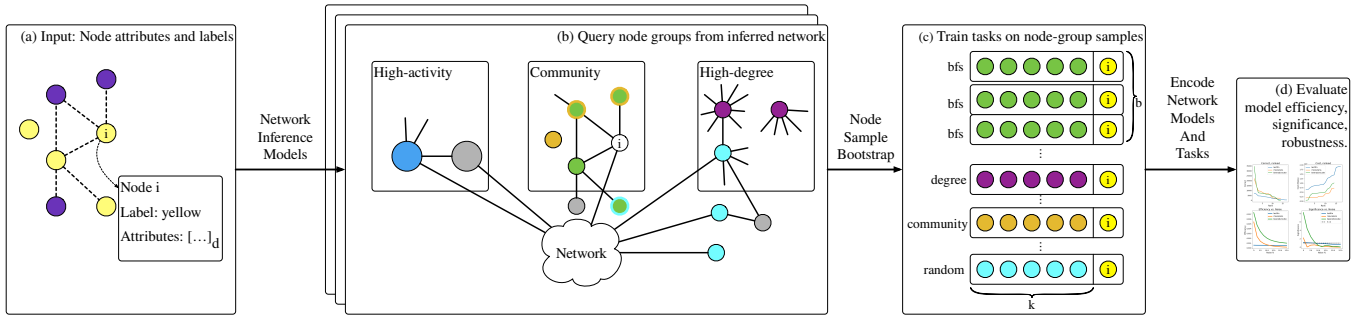 (a) Input: Node attributes and labels
i
Node i
Label: yellow
Attributes: […]d
Network
Inference
Models
(b) Query node groups from inferred network
High-activity
Community
i
High-degree
Network
Node
Sample
Bootstrap
(c) Train tasks on node-group samples
bfs
i
bfs
i
b
bfs
i
...
degree
i
community
i
...
random
i
k
Encode
Network
Models
And
Tasks
(d) Evaluate
model efficiency,
significance,
robustness.